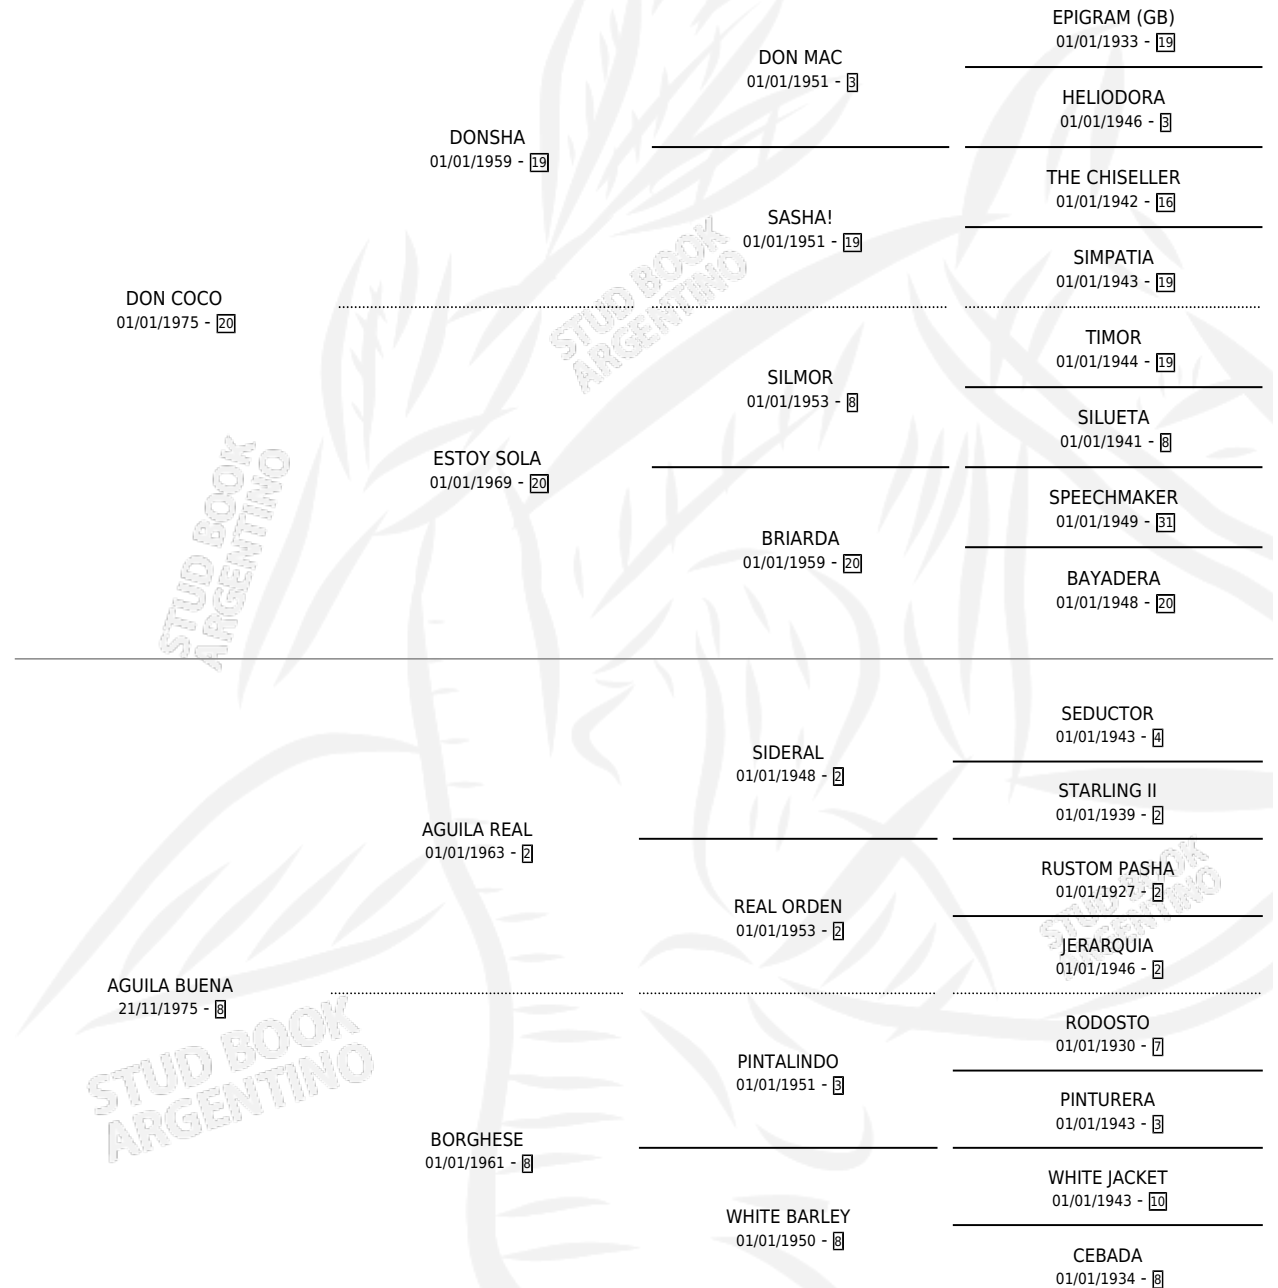 EPIGRAM (GB)
01/01/1933 - 19
DON MAC
01/01/1951 - 3
HELIODORA
01/01/1946 - 3
DONSHA
01/01/1959 - 19
THE CHISELLER
01/01/1942 - 16
SASHA!
01/01/1951 - 19
SIMPATIA
01/01/1943 - 19
DON COCO
01/01/1975 - 20
TIMOR
01/01/1944 - 19
SILMOR
01/01/1953 - 8
SILUETA
01/01/1941 - 8
ESTOY SOLA
01/01/1969 - 20
SPEECHMAKER
01/01/1949 - 31
BRIARDA
01/01/1959 - 20
BAYADERA
01/01/1948 - 20
STUD BOOK
ARGENTINO
STUD BOOK
ARGENTINO
SEDUCTOR
01/01/1943 - 4
SIDERAL
01/01/1948 - 2
STARLING II
01/01/1939 - 2
AGUILA REAL
01/01/1963 - 2
RUSTOM PASHA
01/01/1927 - 2
REAL ORDEN
01/01/1953 - 2
JERARQUIA
01/01/1946 - 2
STUD BOOK
ARGENTINO
AGUILA BUENA
21/11/1975 - 8
RODOSTO
01/01/1930 - 7
PINTALINDO
01/01/1951 - 3
PINTURERA
01/01/1943 - 3
STUD BOOK
ARGENTINO
BORGHESE
01/01/1961 - 8
WHITE JACKET
01/01/1943 - 10
WHITE BARLEY
01/01/1950 - 8
CEBADA
01/01/1934 - 8